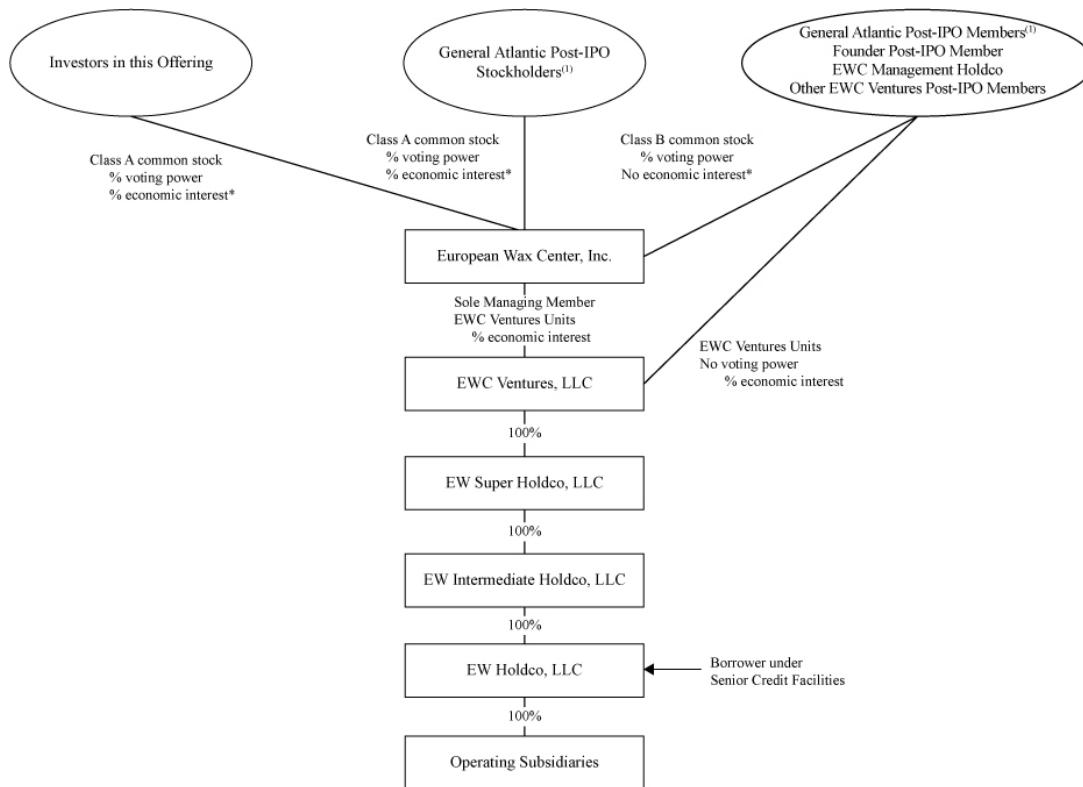 Investors in this Offering
General Atlantic Post-IPO
Stockholders(1)
General Atlantic Post-IPO Members(1)
Founder Post-IPO Member
EWC Management Holdco
Other EWC Ventures Post-IPO Members
Class A common stock
% voting power
% economic interest*
Class A common stock
% voting power
% economic interest*
Class B common stock
% voting power
No economic interest*
European Wax Center, Inc.
Sole Managing Member
EWC Ventures Units
% economic interest
EWC Ventures Units
No voting power
% economic interest
EWC Ventures, LLC
100%
EW Super Holdco, LLC
100%
EW Intermediate Holdco, LLC
100%
EW Holdco, LLC
Borrower under
Senior Credit Facilities
100%
Operating Subsidiaries